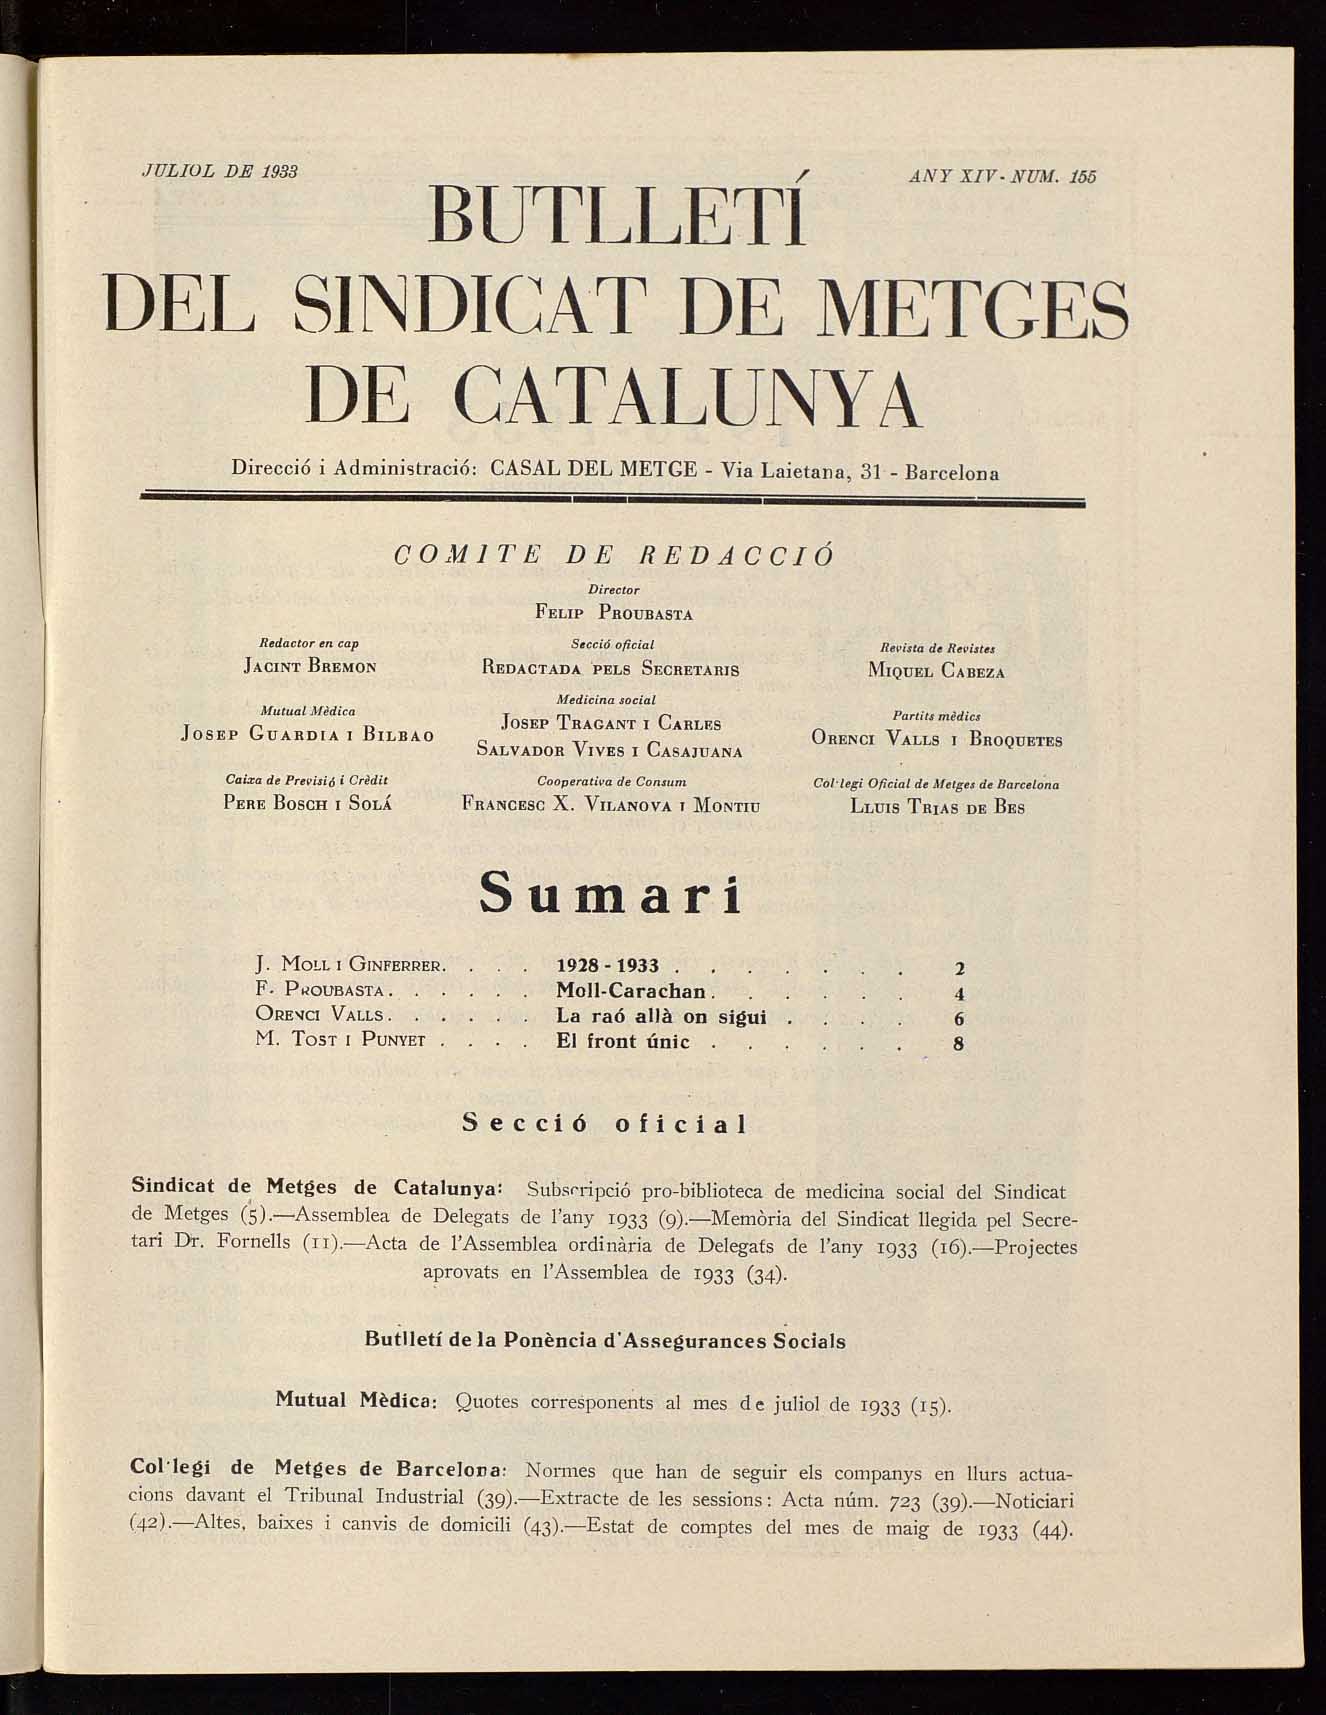 JULIOL DE 1933
ANY XIV - NUM. 155
BUTLLETÍ
DEL SINDICAT DE METGES
DE CATALUNYA
Direcció i Administració: CASAL DEL METGE - Via Laietana, 31 - Barcelona
COMITE DE REDACCIÓ
Director
FELIP PROUBASTA
Redactor en cap
JACINT BREMON
Secció oficial
REDACTADA PELS SECRETARIS
Revista de Revistes
MIQUEL CABEZA
Mutual Mèdica
JOSEP GUARDIA I BILBAO
Medicina social
JOSEP TRAGANT I CARLES
SALVADOR VIVES I CASAJUANA
Partits mèdics
ORENCI VALLS I BROQUETES
Caixa de Previsió i Crèdit
PERE BOSCH I SOLÁ
Cooperativa de Consum
FRANCESC X. VILANOVA I MONTIU
Col·legi Oficial de Metges de Barcelona
LLUIS TRIAS DE BES
Sumari
J. MOLL I GINFERRER. . . . 1928 - 1933 . . . . . . . 2
F. PROUBASTA. . . . . . Moll-Carachan. . . . . . 4
ORENCI VALLS. . . . . . La raó allà on sigui . . . . 6
M. TOST I PUNYET . . . . El front únic . . . . . . 8
Secció oficial
Sindicat de Metges de Catalunya: Subscripció pro-biblioteca de medicina social del Sindicat
de Metges (5).—Assemblea de Delegats de l'any 1933 (9).—Memòria del Sindicat llegida pel Secre-
tari Dr. Fornells (11).—Acta de l'Assemblea ordinària de Delegats de l'any 1933 (16).—Projectes
aprovats en l'Assemblea de 1933 (34).
Butlletí de la Ponència d'Assegurances Socials
Mutual Mèdica: Quotes corresponents al mes de juliol de 1933 (15).
Col·legi de Metges de Barcelona: Normes que han de seguir els companys en llurs actua-
cions davant el Tribunal Industrial (39).—Extracte de les sessions: Acta núm. 723 (39).—Noticiari
(42).—Altes, baixes i canvis de domicili (43).—Estat de comptes del mes de maig de 1933 (44).